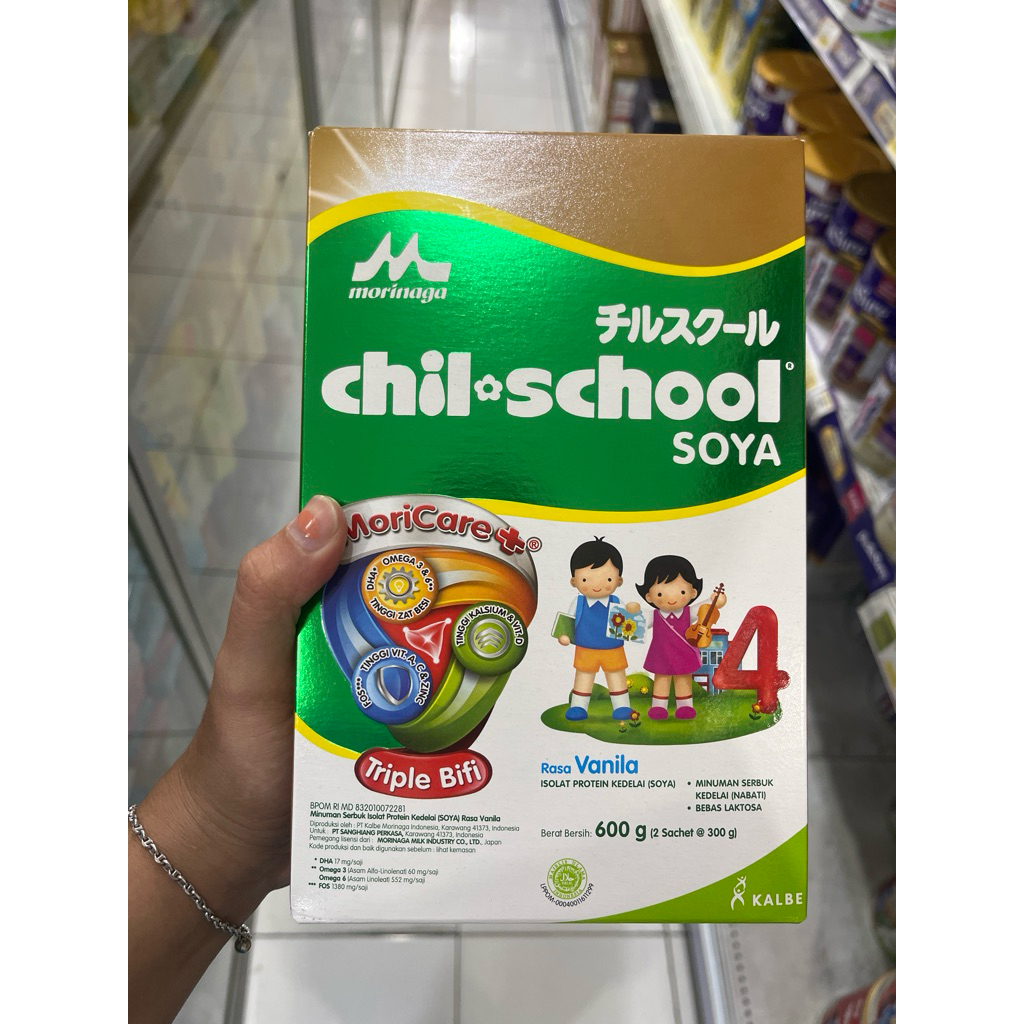 morinaga
チルスクール
chil school®
SOYA
MoriCare+®
DHA* OMEGA 3 & 6**
TINGGI ZAT BESI
TINGGI KALSIUM & VIT. D
TINGGI VIT. A, C & ZINC
FOS***
Triple Bifi
4
Rasa Vanila
ISOLAT PROTEIN KEDELAI (SOYA)
• MINUMAN SERBUK
KEDELAI (NABATI)
• BEBAS LAKTOSA
Berat Bersih: 600 g (2 Sachet @ 300 g)
BPOM RI MD 832010072281
Minuman Serbuk Isolat Protein Kedelai (SOYA) Rasa Vanila
Diproduksi oleh : PT Kalbe Morinaga Indonesia, Karawang 41373, Indonesia
Untuk : PT SANGHIANG PERKASA, Karawang 41373, Indonesia
Pemegang lisensi dari : MORINAGA MILK INDUSTRY CO., LTD., Japan
Kode produksi dan baik digunakan sebelum : lihat kemasan
* DHA 17 mg/saji
** Omega 3 (Asam Alfa-Linolenat) 60 mg/saji
Omega 6 (Asam Linoleat) 552 mg/saji
*** FOS 1380 mg/saji
LPPOM-00040011611299
KALBE